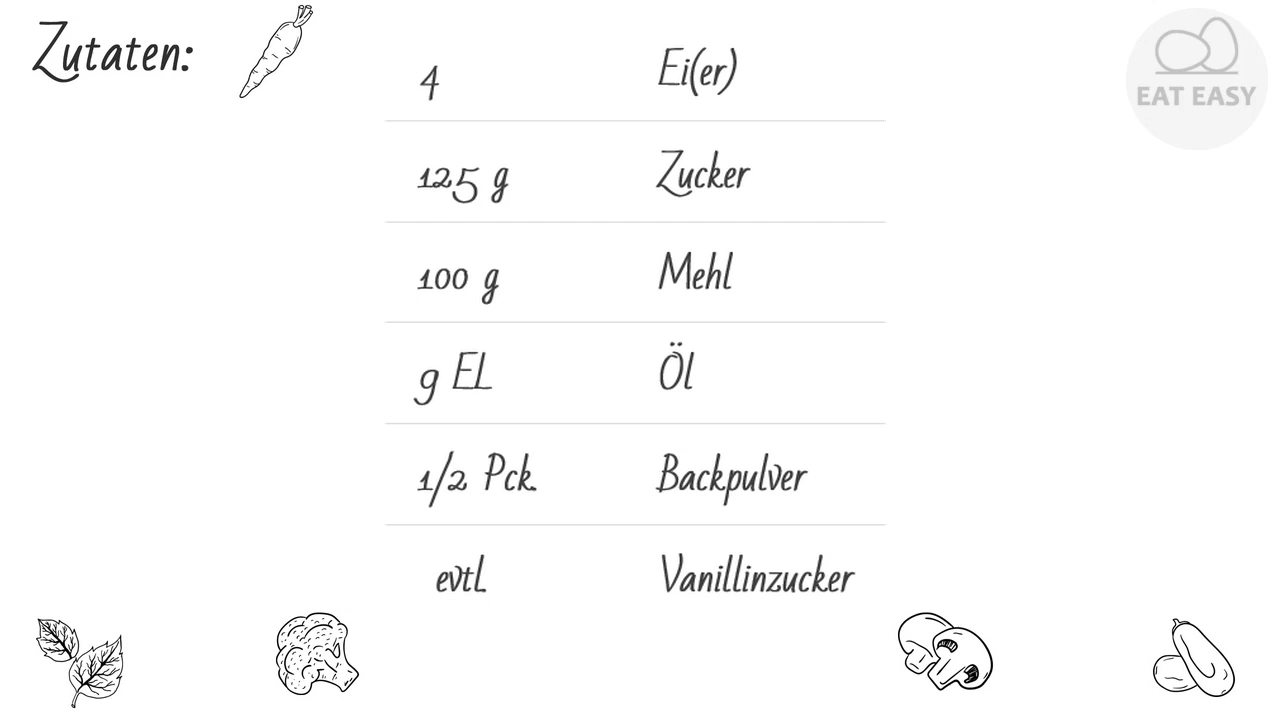 Zutaten:
EAT EASY
4 Ei(er)
125 g Zucker
100 g Mehl
9 EL Öl
1/2 Pck. Backpulver
evtl. Vanillinzucker